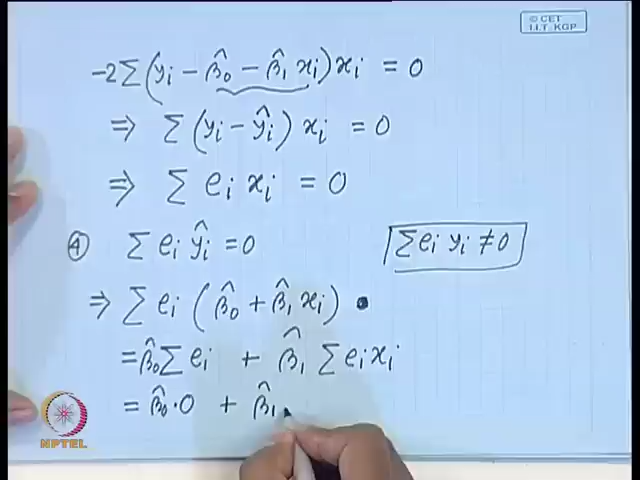 © CET
I.I.T. KGP
-2Σ(yᵢ - β̂₀ - β̂₁ xᵢ) xᵢ = 0
⇒ Σ (yᵢ - ŷᵢ) xᵢ = 0
⇒ Σ eᵢ xᵢ = 0
④ Σ eᵢ ŷᵢ = 0 Σ eᵢ yᵢ ≠ 0
⇒ Σ eᵢ (β̂₀ + β̂₁ xᵢ)
= β̂₀ Σ eᵢ + β̂₁ Σ eᵢ xᵢ
= β̂₀ · 0 + β̂₁
NPTEL